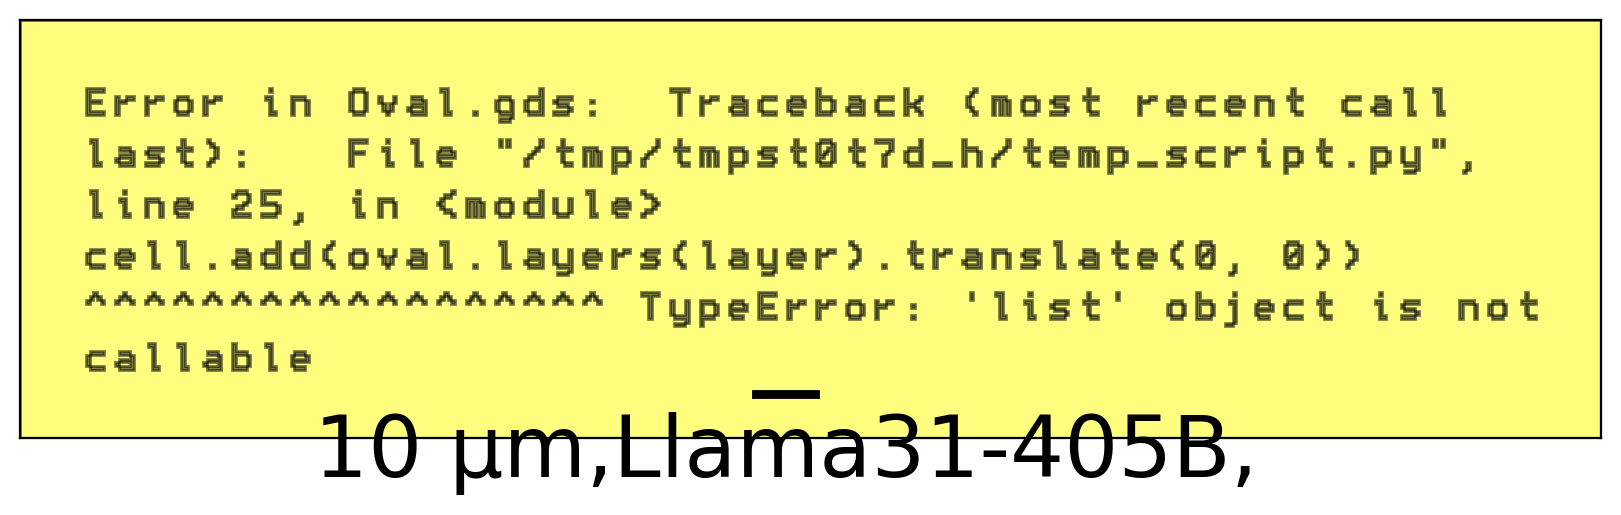 Error in Oval.gds:  Traceback (most recent call
last):   File "/tmp/tmpst0t7d_h/temp_script.py",
line 25, in <module>
cell.add(oval.layers(layer).translate(0, 0))
^^^^^^^^^^^^^^^^^^ TypeError: 'list' object is not
callable
10 μm,Llama31-405B,